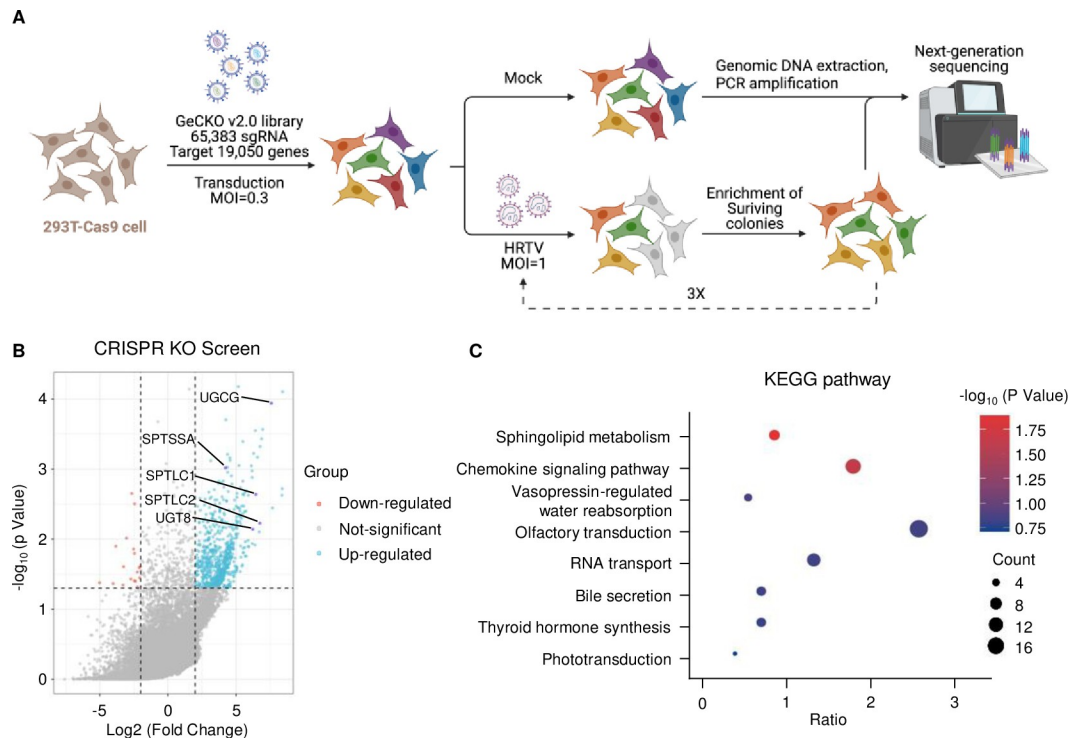 A
GeCKO v2.0 library
65,383 sgRNA
Target 19,050 genes
Transduction
MOI=0.3
293T-Cas9 cell
Mock
HRTV
MOI=1
Genomic DNA extraction,
PCR amplification
Enrichment of
Suriving
colonies
3X
Next-generation
sequencing
B
CRISPR KO Screen
UGCG
SPTSSA
SPTLC1
SPTLC2
UGT8
4
3
2
1
0
-log10 (p Value)
-5
0
5
Log2 (Fold Change)
Group
Down-regulated
Not-significant
Up-regulated
C
KEGG pathway
Sphingolipid metabolism
Chemokine signaling pathway
Vasopressin-regulated
water reabsorption
Olfactory transduction
RNA transport
Bile secretion
Thyroid hormone synthesis
Phototransduction
0
1
2
3
Ratio
-log10 (P Value)
1.75
1.50
1.25
1.00
0.75
Count
4
8
12
16